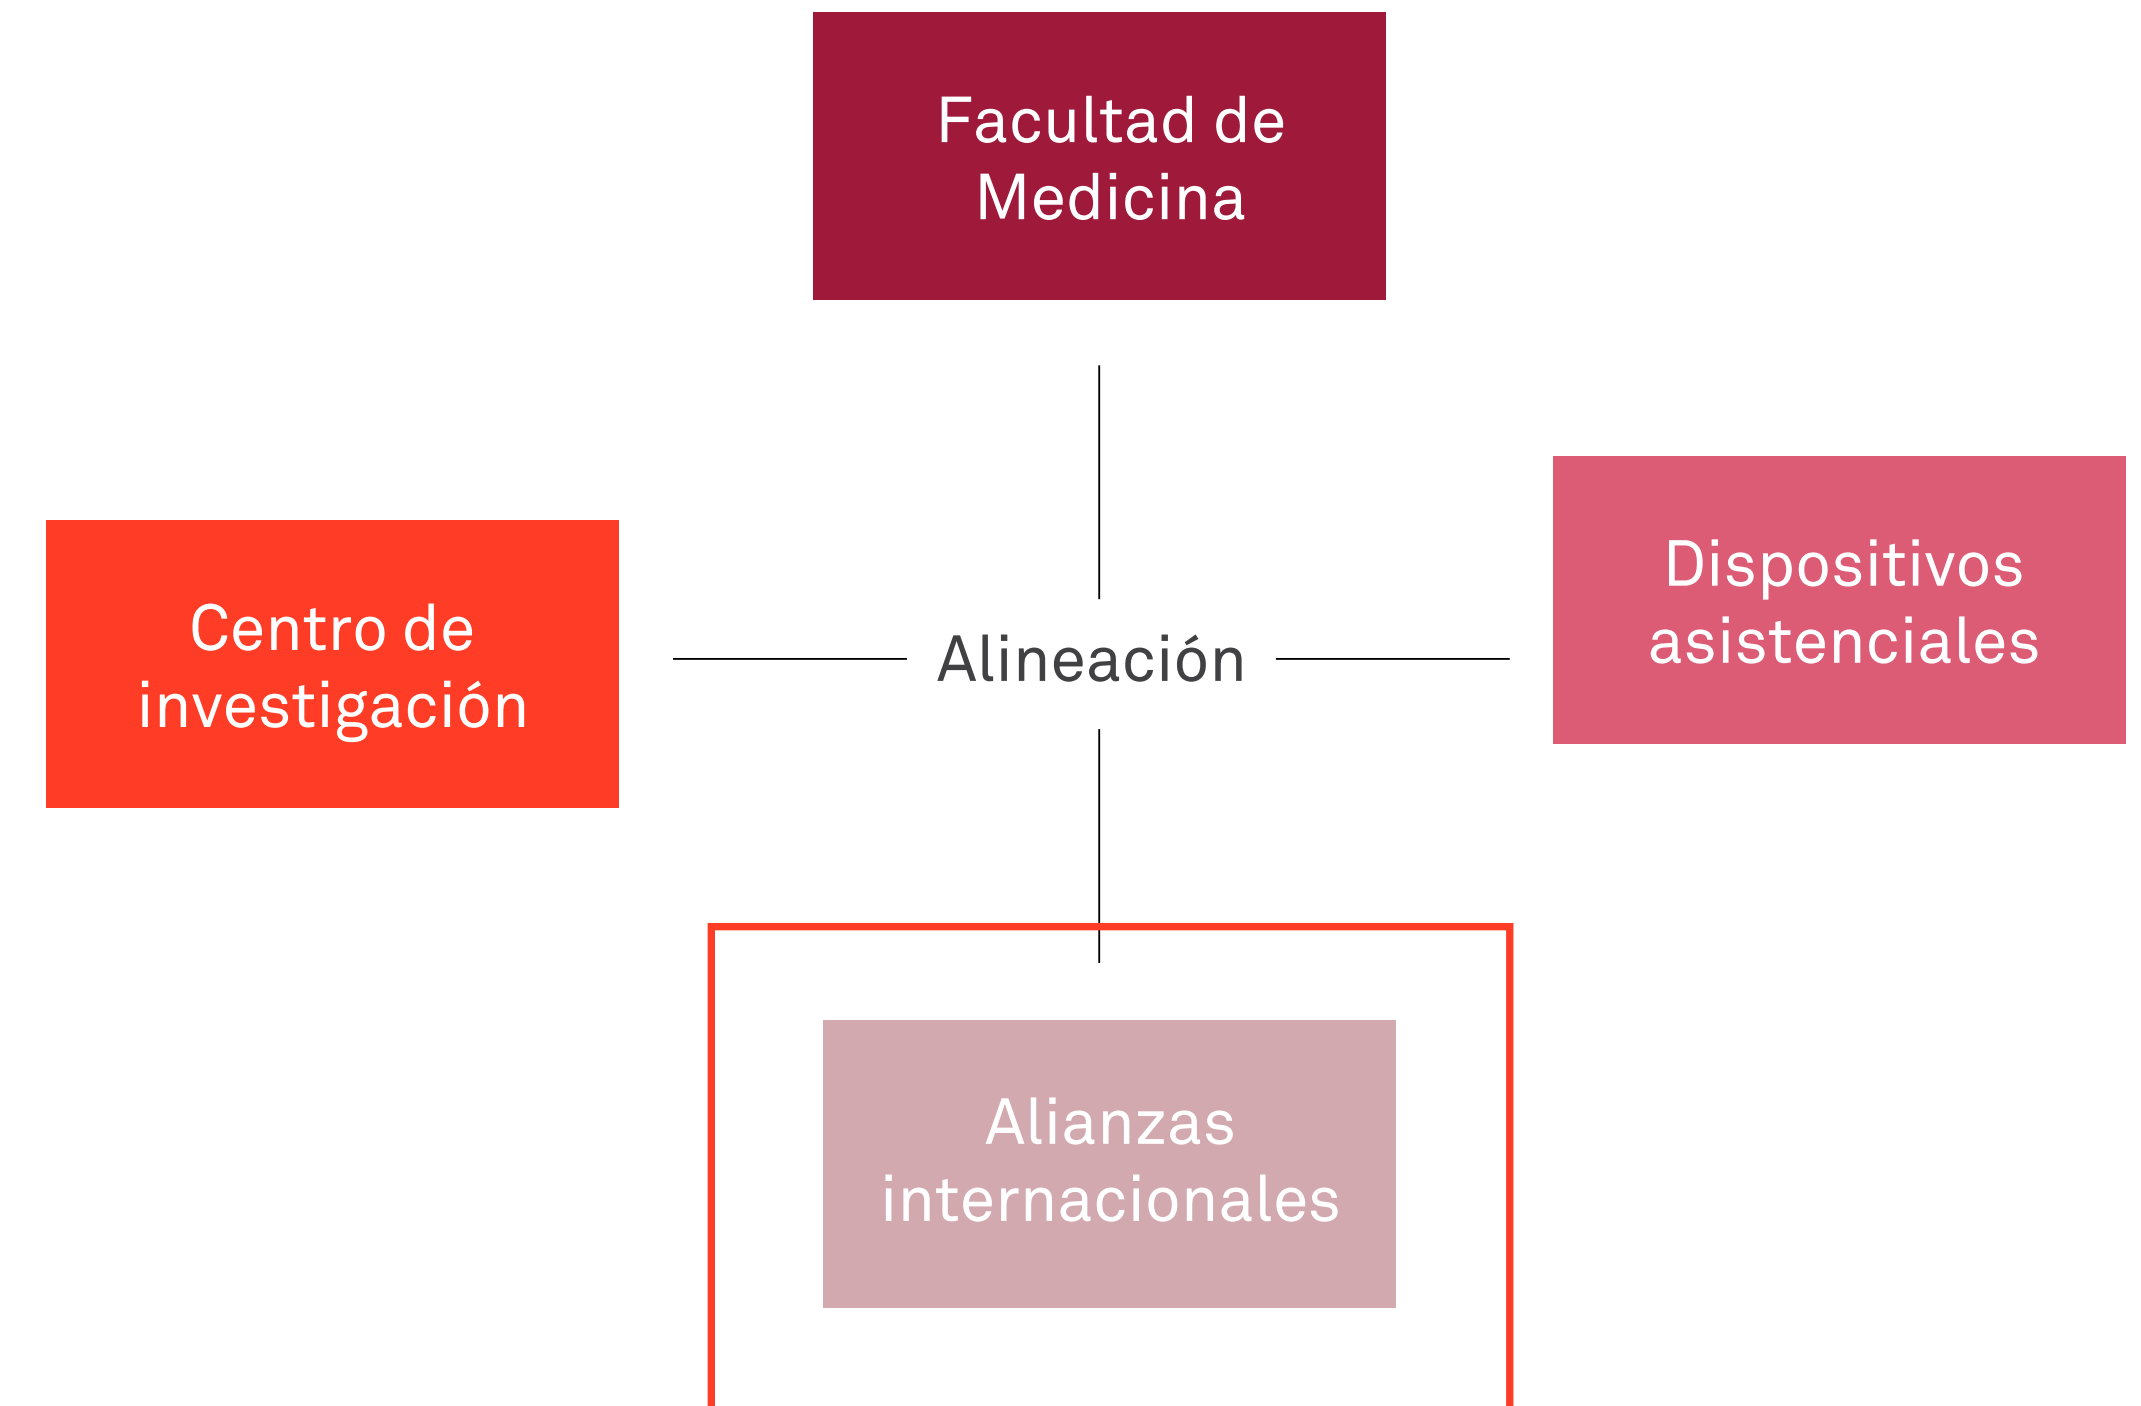 Facultad de
Medicina
Centro de
investigación
Alineación
Dispositivos
asistenciales
Alianzas
internacionales